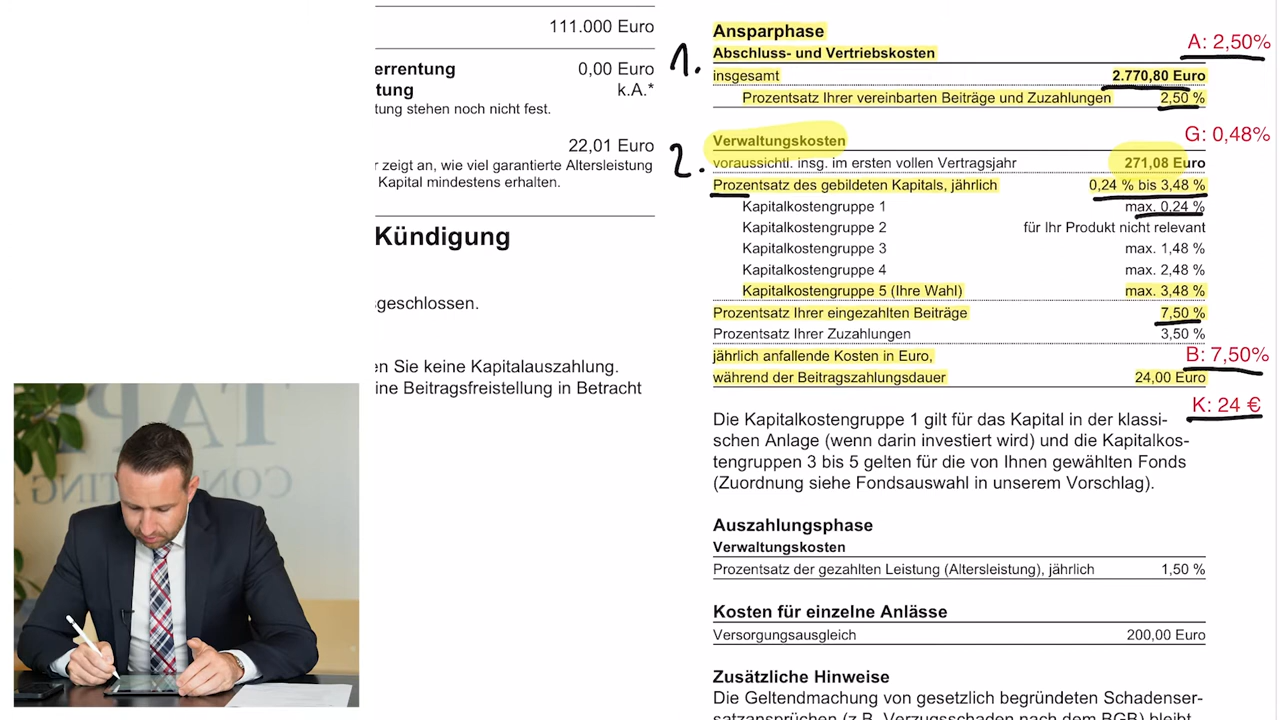 111.000 Euro
errentung 0,00 Euro
tung k.A.*
tung stehen noch nicht fest.
22,01 Euro
r zeigt an, wie viel garantierte Altersleistung
Kapital mindestens erhalten.
Kündigung
sgeschlossen.
en Sie keine Kapitalauszahlung.
ine Beitragsfreistellung in Betracht
Ansparphase
A: 2,50%
1.
Abschluss- und Vertriebskosten
insgesamt 2.770,80 Euro
Prozentsatz Ihrer vereinbarten Beiträge und Zuzahlungen 2,50 %
G: 0,48%
2.
Verwaltungskosten
voraussichtl. insg. im ersten vollen Vertragsjahr 271,08 Euro
Prozentsatz des gebildeten Kapitals, jährlich 0,24 % bis 3,48 %
Kapitalkostengruppe 1 max. 0,24 %
Kapitalkostengruppe 2 für Ihr Produkt nicht relevant
Kapitalkostengruppe 3 max. 1,48 %
Kapitalkostengruppe 4 max. 2,48 %
Kapitalkostengruppe 5 (Ihre Wahl) max. 3,48 %
Prozentsatz Ihrer eingezahlten Beiträge 7,50 %
Prozentsatz Ihrer Zuzahlungen 3,50 %
jährlich anfallende Kosten in Euro, B: 7,50%
während der Beitragszahlungsdauer 24,00 Euro
K: 24 €
Die Kapitalkostengruppe 1 gilt für das Kapital in der klassi-
schen Anlage (wenn darin investiert wird) und die Kapitalkos-
tengruppen 3 bis 5 gelten für die von Ihnen gewählten Fonds
(Zuordnung siehe Fondsauswahl in unserem Vorschlag).
Auszahlungsphase
Verwaltungskosten
Prozentsatz der gezahlten Leistung (Altersleistung), jährlich 1,50 %
Kosten für einzelne Anlässe
Versorgungsausgleich 200,00 Euro
Zusätzliche Hinweise
Die Geltendmachung von gesetzlich begründeten Schadenser-
satzansprüchen (z.B. Verzugsschaden nach dem BGB) bleibt